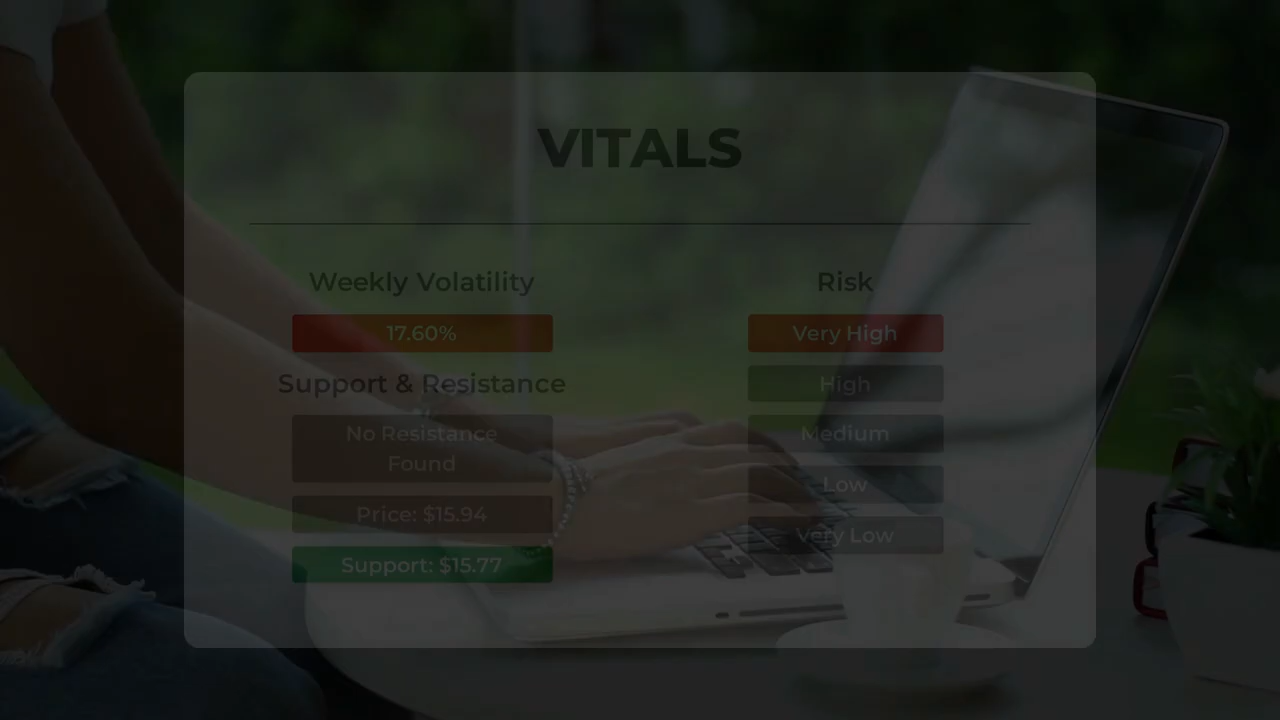 VITALS
Weekly Volatility
17.60%
Support & Resistance
No Resistance
Found
Price: $15.94
Support: $15.77
Risk
Very High
High
Medium
Low
Very Low